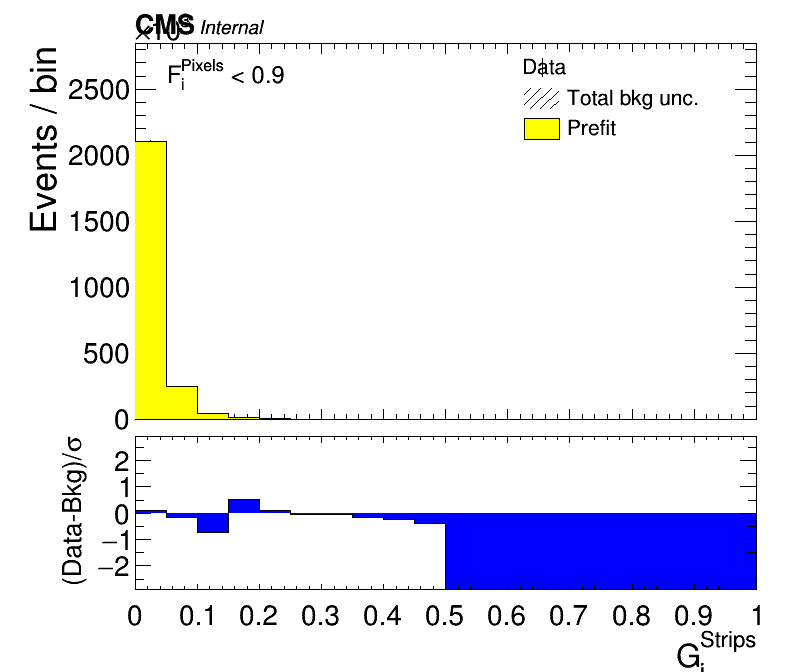 CMS Internal
×10³
F_i^Pixels < 0.9
Data
Total bkg unc.
Prefit
Events / bin
2500
2000
1500
1000
500
0
(Data-Bkg)/σ
2
1
0
−1
−2
0 0.1 0.2 0.3 0.4 0.5 0.6 0.7 0.8 0.9 1
G_i^Strips